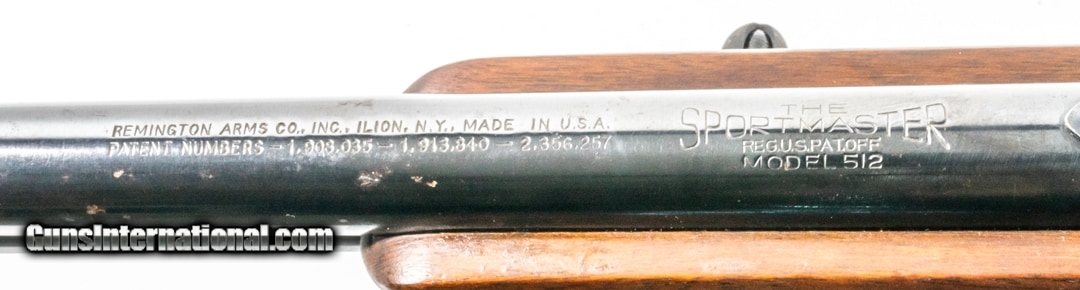 REMINGTON ARMS CO., INC., ILION, N.Y., MADE IN U.S.A.
PATENT NUMBERS – 1,908,035 – 1,913,840 – 2,356,257
THE
SPORTMASTER
REG.U.S.PAT.OFF
MODEL 512
GunsInternational.com